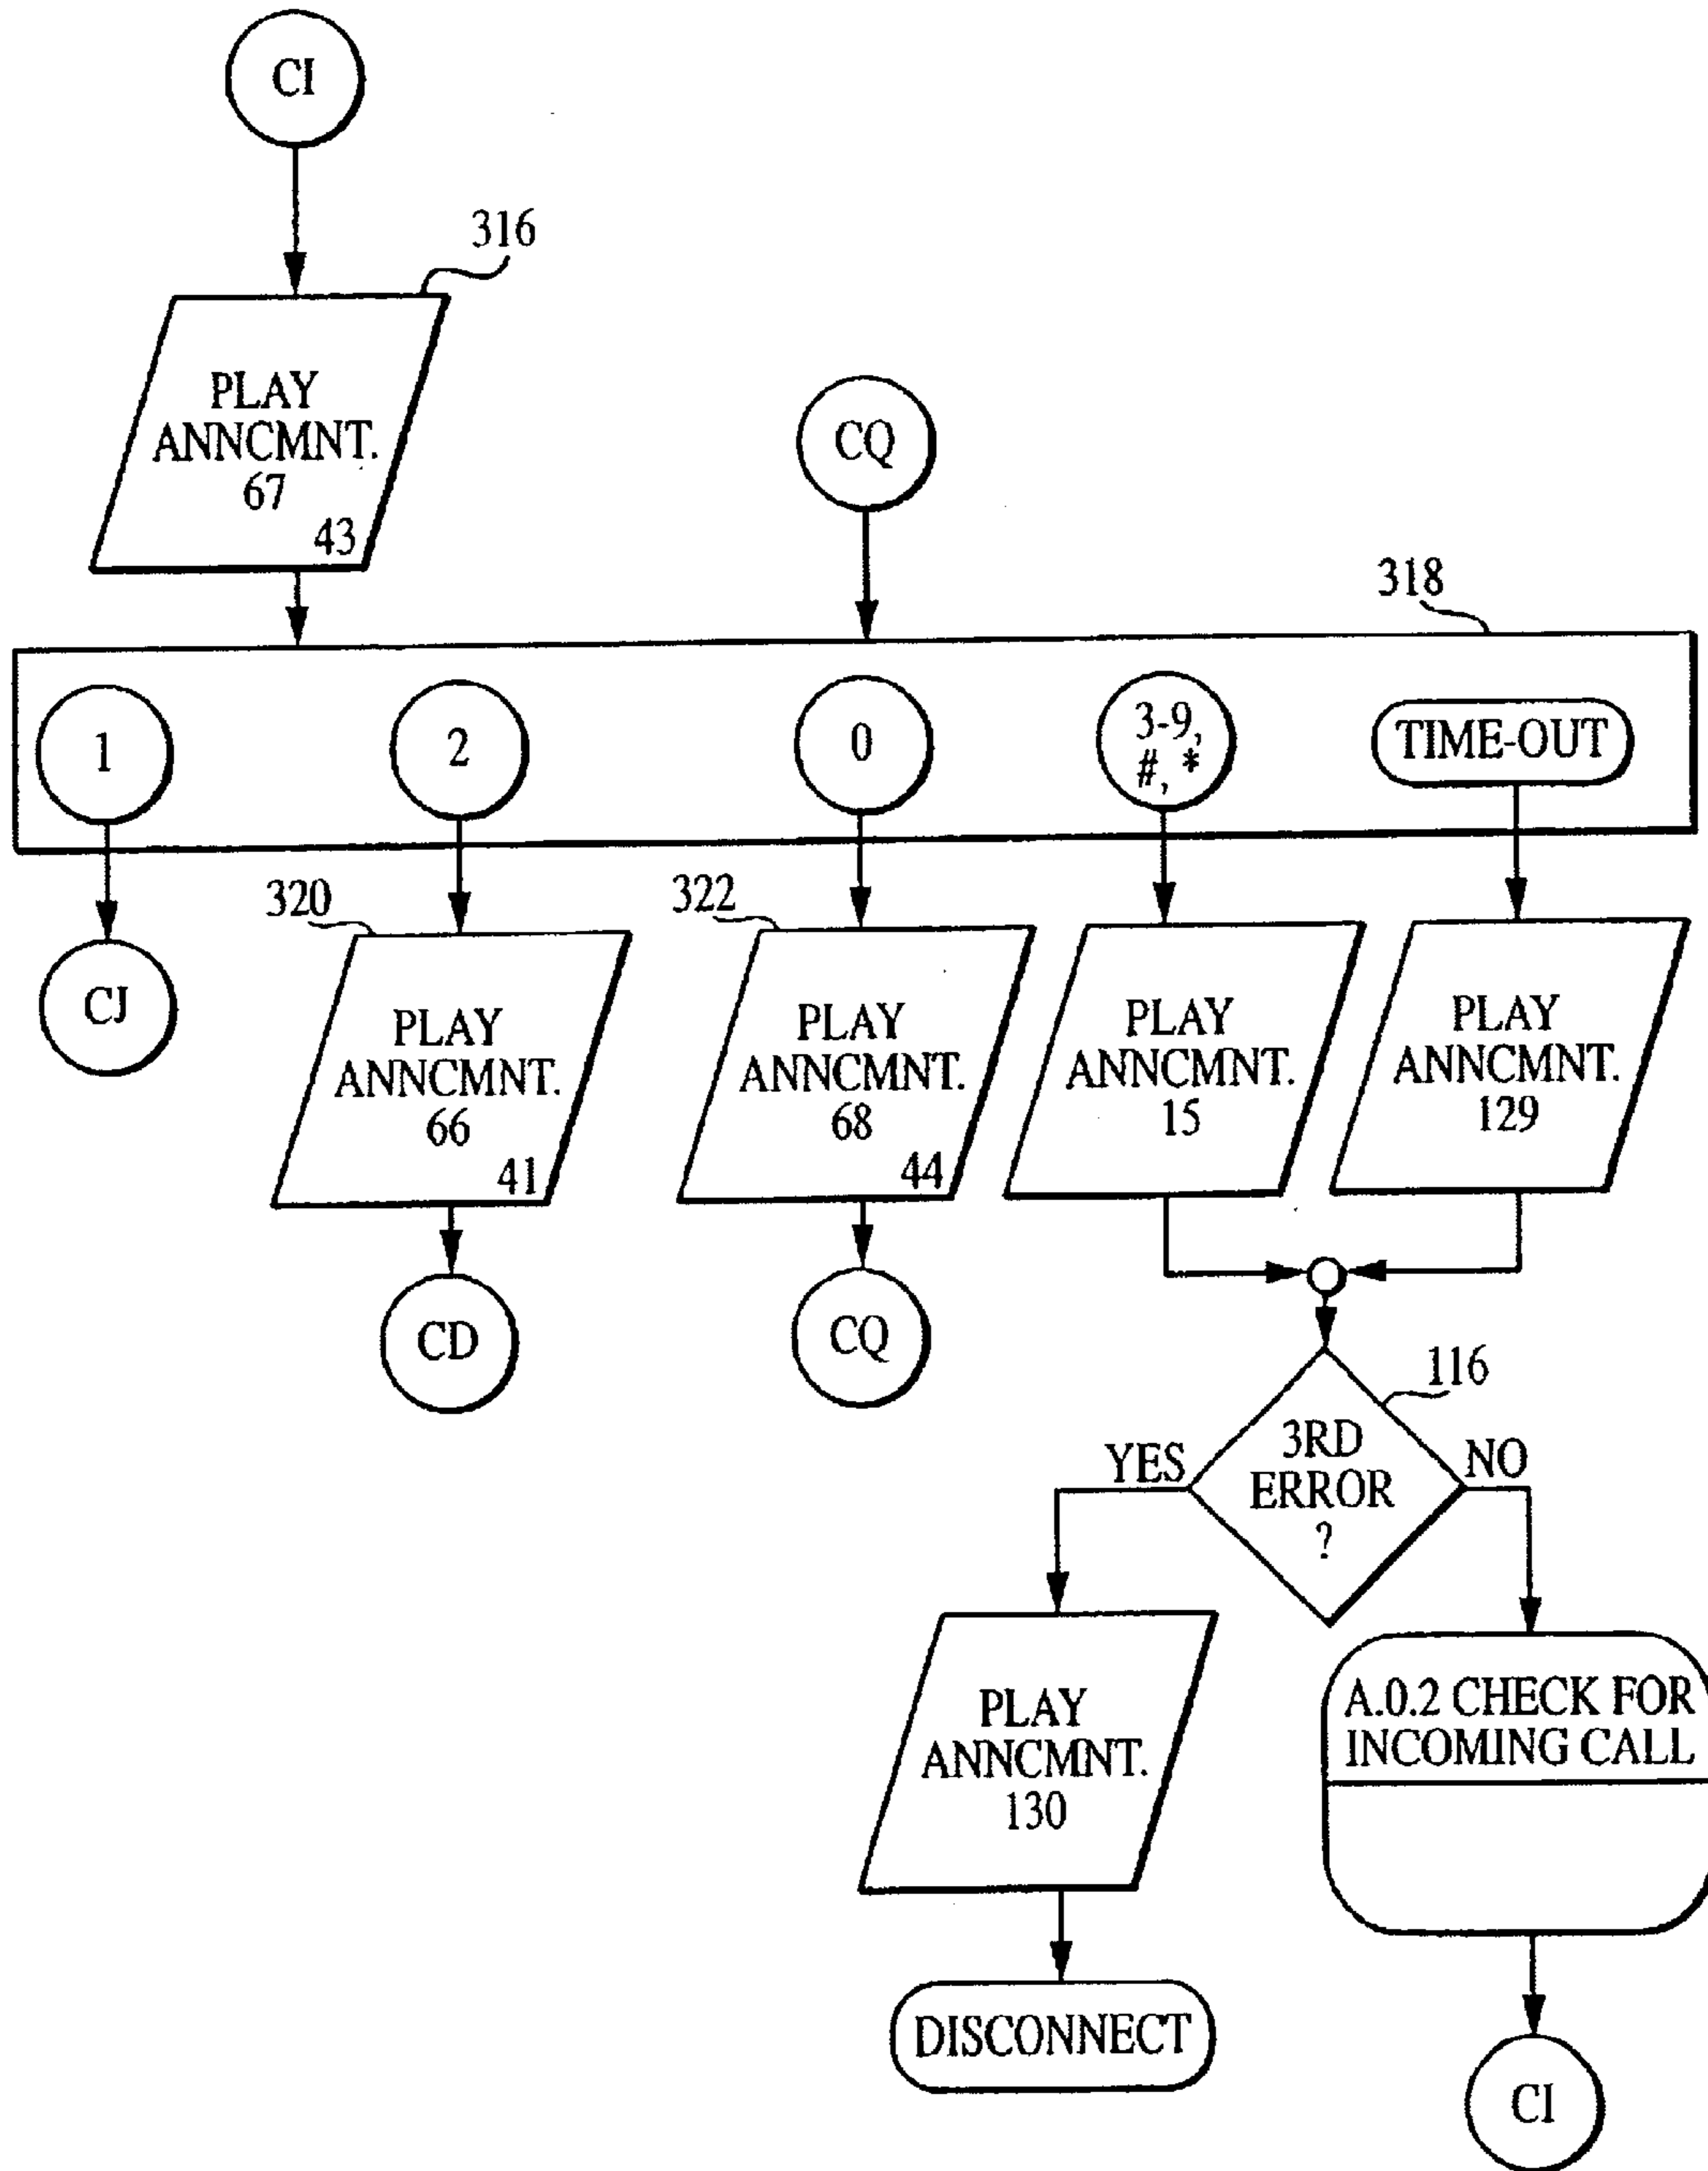 CI
316
PLAY
ANNCMNT.
67
43
CQ
318
1
2
0
3-9,
#, *
TIME-OUT
320
322
CJ
PLAY
ANNCMNT.
66
41
PLAY
ANNCMNT.
68
44
PLAY
ANNCMNT.
15
PLAY
ANNCMNT.
129
CD
CQ
116
3RD
ERROR
?
YES
NO
PLAY
ANNCMNT.
130
A.0.2 CHECK FOR
INCOMING CALL
DISCONNECT
CI